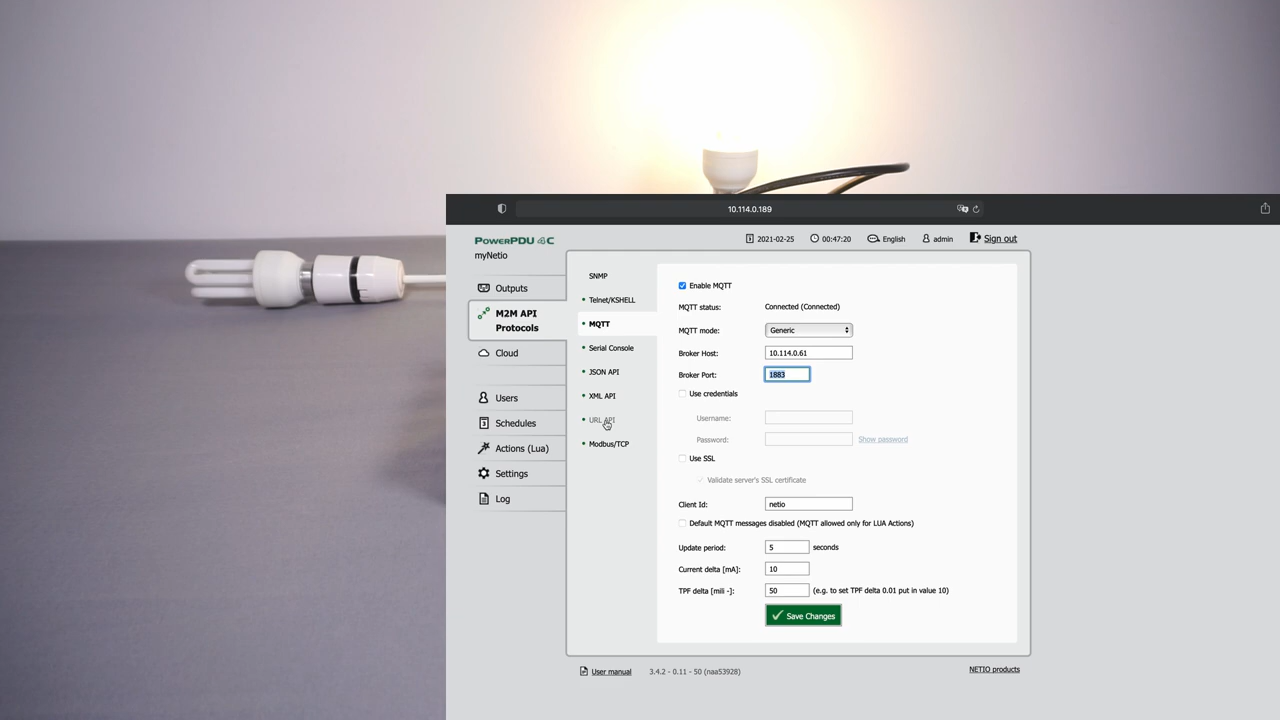 10.114.0.189
PowerPDU 4C
2021-02-25
00:47:20
English
admin
Sign out
myNetio
Outputs
M2M API
Protocols
Cloud
Users
Schedules
Actions (Lua)
Settings
Log
SNMP
Telnet/KSHELL
MQTT
Serial Console
JSON API
XML API
URL API
Modbus/TCP
Enable MQTT
MQTT status: Connected (Connected)
MQTT mode: Generic
Broker Host: 10.114.0.61
Broker Port: 1883
Use credentials
Username:
Password: Show password
Use SSL
Validate server's SSL certificate
Client Id: netio
Default MQTT messages disabled (MQTT allowed only for LUA Actions)
Update period: 5 seconds
Current delta [mA]: 10
TPF delta [mili -]: 50 (e.g. to set TPF delta 0.01 put in value 10)
Save Changes
User manual
3.4.2 - 0.11 - 50 (naa53928)
NETIO products